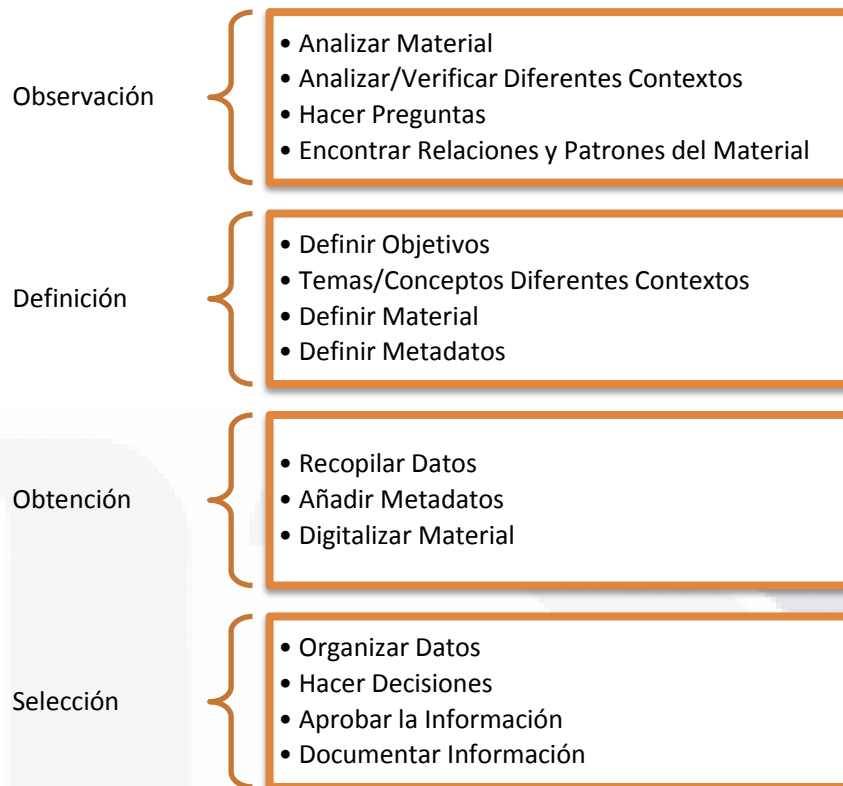 Observación
• Analizar Material
• Analizar/Verificar Diferentes Contextos
• Hacer Preguntas
• Encontrar Relaciones y Patrones del Material
Definición
• Definir Objetivos
• Temas/Conceptos Diferentes Contextos
• Definir Material
• Definir Metadatos
Obtención
• Recopilar Datos
• Añadir Metadatos
• Digitalizar Material
Selección
• Organizar Datos
• Hacer Decisiones
• Aprobar la Información
• Documentar Información